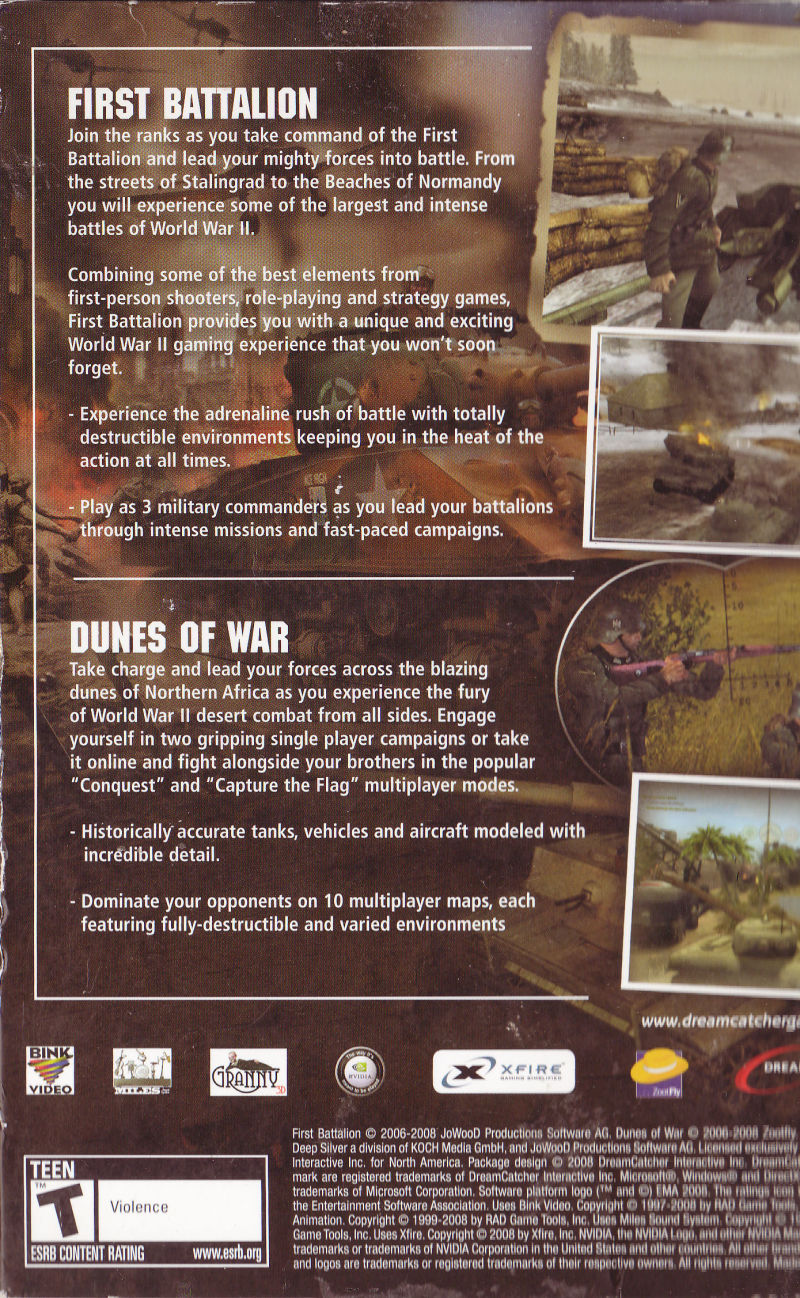 FIRST BATTALION
Join the ranks as you take command of the First
Battalion and lead your mighty forces into battle. From
the streets of Stalingrad to the Beaches of Normandy
you will experience some of the largest and intense
battles of World War II.
Combining some of the best elements from
first-person shooters, role-playing and strategy games,
First Battalion provides you with a unique and exciting
World War II gaming experience that you won't soon
forget.
- Experience the adrenaline rush of battle with totally
destructible environments keeping you in the heat of the
action at all times.
- Play as 3 military commanders as you lead your battalions
through intense missions and fast-paced campaigns.
DUNES OF WAR
Take charge and lead your forces across the blazing
dunes of Northern Africa as you experience the fury
of World War II desert combat from all sides. Engage
yourself in two gripping single player campaigns or take
it online and fight alongside your brothers in the popular
“Conquest” and “Capture the Flag” multiplayer modes.
- Historically accurate tanks, vehicles and aircraft modeled with
incredible detail.
- Dominate your opponents on 10 multiplayer maps, each
featuring fully-destructible and varied environments
www.dreamcatcherga
BINK
VIDEO
MILES
GRANNY
3D
The Way It's
NVIDIA
meant to be played
XFIRE
GAMING SIMPLIFIED
ZootFly
DREA
First Battalion © 2006-2008 JoWooD Productions Software AG. Dunes of War © 2006-2008 Zootfly.
Deep Silver a division of KOCH Media GmbH, and JoWooD Productions Software AG. Licensed exclusively
Interactive Inc. for North America. Package design © 2008 DreamCatcher Interactive Inc. DreamCat
mark are registered trademarks of DreamCatcher Interactive Inc. Microsoft®, Windows® and DirectX
trademarks of Microsoft Corporation. Software platform logo (™ and ©) EMA 2008. The ratings icon
the Entertainment Software Association. Uses Bink Video. Copyright © 1997-2008 by RAD Game Tools
Animation. Copyright © 1999-2008 by RAD Game Tools, Inc. Uses Miles Sound System. Copyright © 1
Game Tools, Inc. Uses Xfire. Copyright © 2008 by Xfire, Inc. NVIDIA, the NVIDIA Logo, and other NVIDIA Ma
trademarks or trademarks of NVIDIA Corporation in the United States and other countries. All other
and logos are trademarks or registered trademarks of their respective owners. All rights reserved. Made
TEEN
T
TM
Violence
ESRB CONTENT RATING www.esrb.org